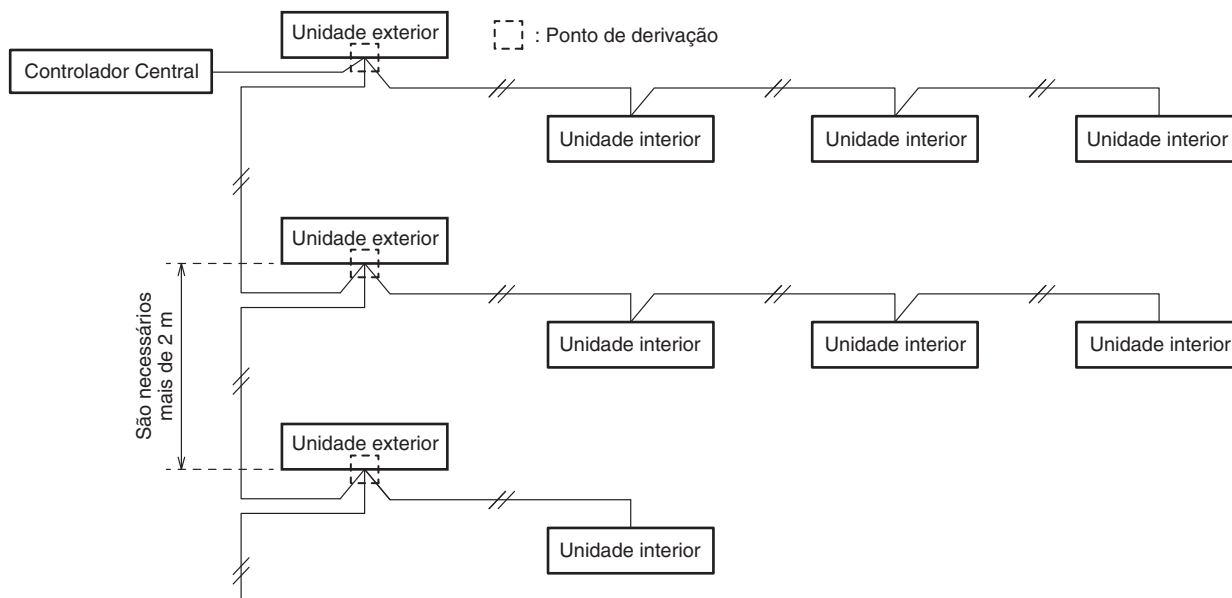 Unidade exterior
: Ponto de derivação
Controlador Central
Unidade interior
Unidade interior
Unidade interior
Unidade exterior
São necessários
mais de 2 m
Unidade interior
Unidade interior
Unidade interior
Unidade exterior
Unidade interior